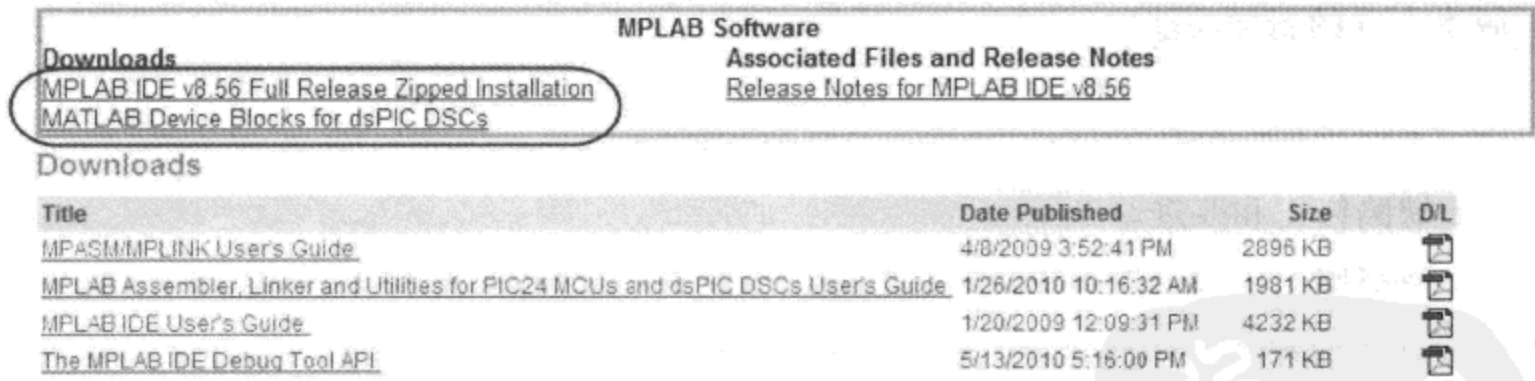 MPLAB Software
Downloads Associated Files and Release Notes
MPLAB IDE v8.56 Full Release Zipped Installation Release Notes for MPLAB IDE v8.56
MATLAB Device Blocks for dsPIC DSCs
Downloads
Title Date Published Size D/L
MPASM/MPLINK User's Guide 4/8/2009 3:52:41 PM 2896 KB
MPLAB Assembler, Linker and Utilities for PIC24 MCUs and dsPIC DSCs User's Guide 1/26/2010 10:16:32 AM 1981 KB
MPLAB IDE User's Guide 1/20/2009 12:09:31 PM 4232 KB
The MPLAB IDE Debug Tool API 5/13/2010 5:16:00 PM 171 KB